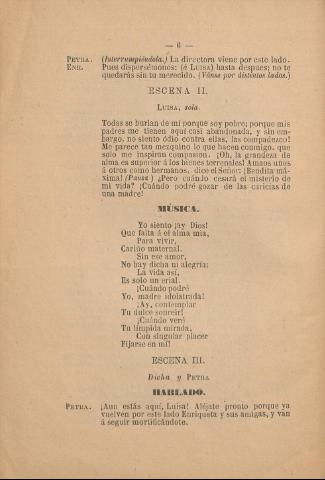 — 6 —
PETRA. (Interrumpiéndola.) La directora viene por este lado.
ENR. Pues dispersémonos: (á LUISA) hasta despues; no te
quedarás sin tu merecido. (Vánse por distintos lados.)
ESCENA II.
LUISA, sola.
Todas se burlan de mí porque soy pobre; porque mis
padres me tienen aquí casi abandonada, y sin em-
bargo, no siento ódio contra ellas, las compadezco!
Me parece tan mezquino lo que hacen conmigo, que
solo me inspiran compasion. ¡Oh, la grandeza de
alma es superior á los bienes terrenales! Amaos unos
á otros como hermanos, dice el Señor: ¡Bendita má-
xima! (Pausa) ¡Pero cuándo cesará el misterio de
mi vida? ¡Cuándo podré gozar de las caricias de
una madre!
MÚSICA.
Yo siento ¡ay Dios!
Que falta á el alma mia,
Para vivir,
Cariño maternal.
Sin ese amor,
No hay dicha ni alegría;
La vida así,
Es solo un erial.
¡Cuándo podré
Yo, madre idolatrada!
¡Ay, contemplar
Tu dulce sonreir!
¡Cuándo veré
Tu límpida mirada,
Con singular placer
Fijarse en mí!
ESCENA III.
Dicha y PETRA
HABLADO.
PETRA. ¡Aun estás aquí, Luisa! Aléjate pronto porque ya
vuelven por este lado Enriqueta y sus amigas, y van
á seguir mortificándote.